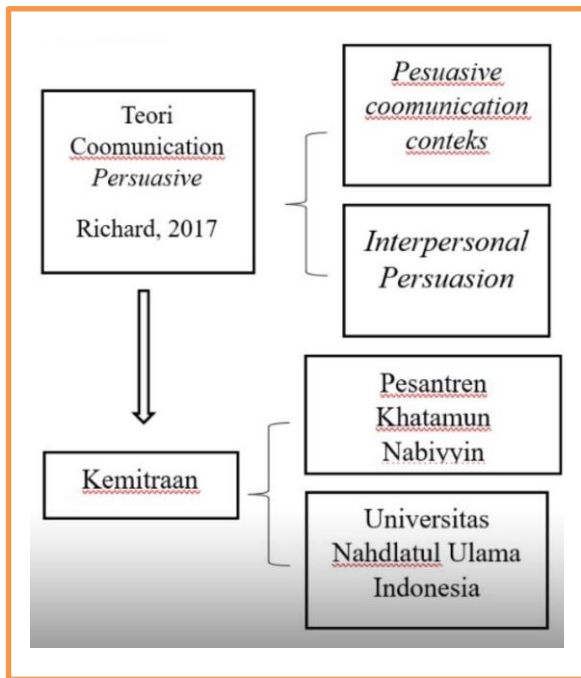 Teori
Coomunication
Persuasive
Richard, 2017
Pesuasive
coomunication
conteks
Interpersonal
Persuasion
Kemitraan
Pesantren
Khatamun
Nabiyyin
Universitas
Nahdlatul Ulama
Indonesia